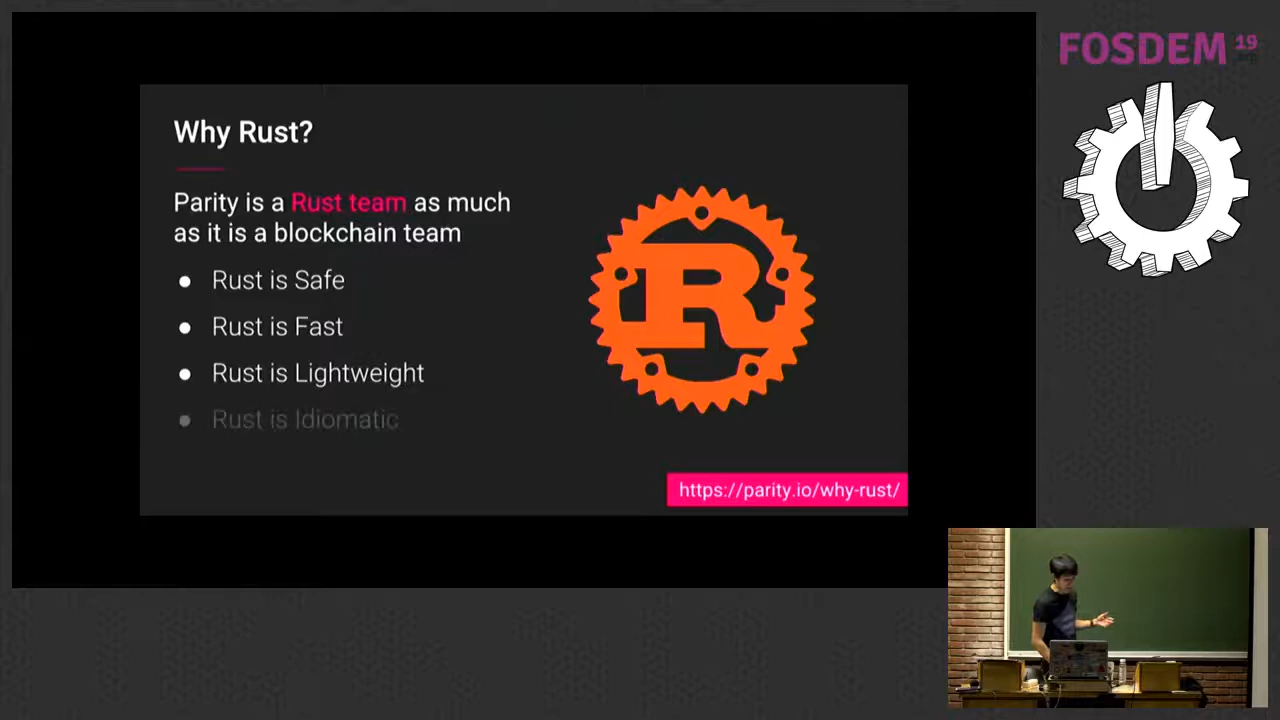 FOSDEM 19
.org
Why Rust?
Parity is a Rust team as much
as it is a blockchain team
Rust is Safe
Rust is Fast
Rust is Lightweight
Rust is Idiomatic
R
https://parity.io/why-rust/